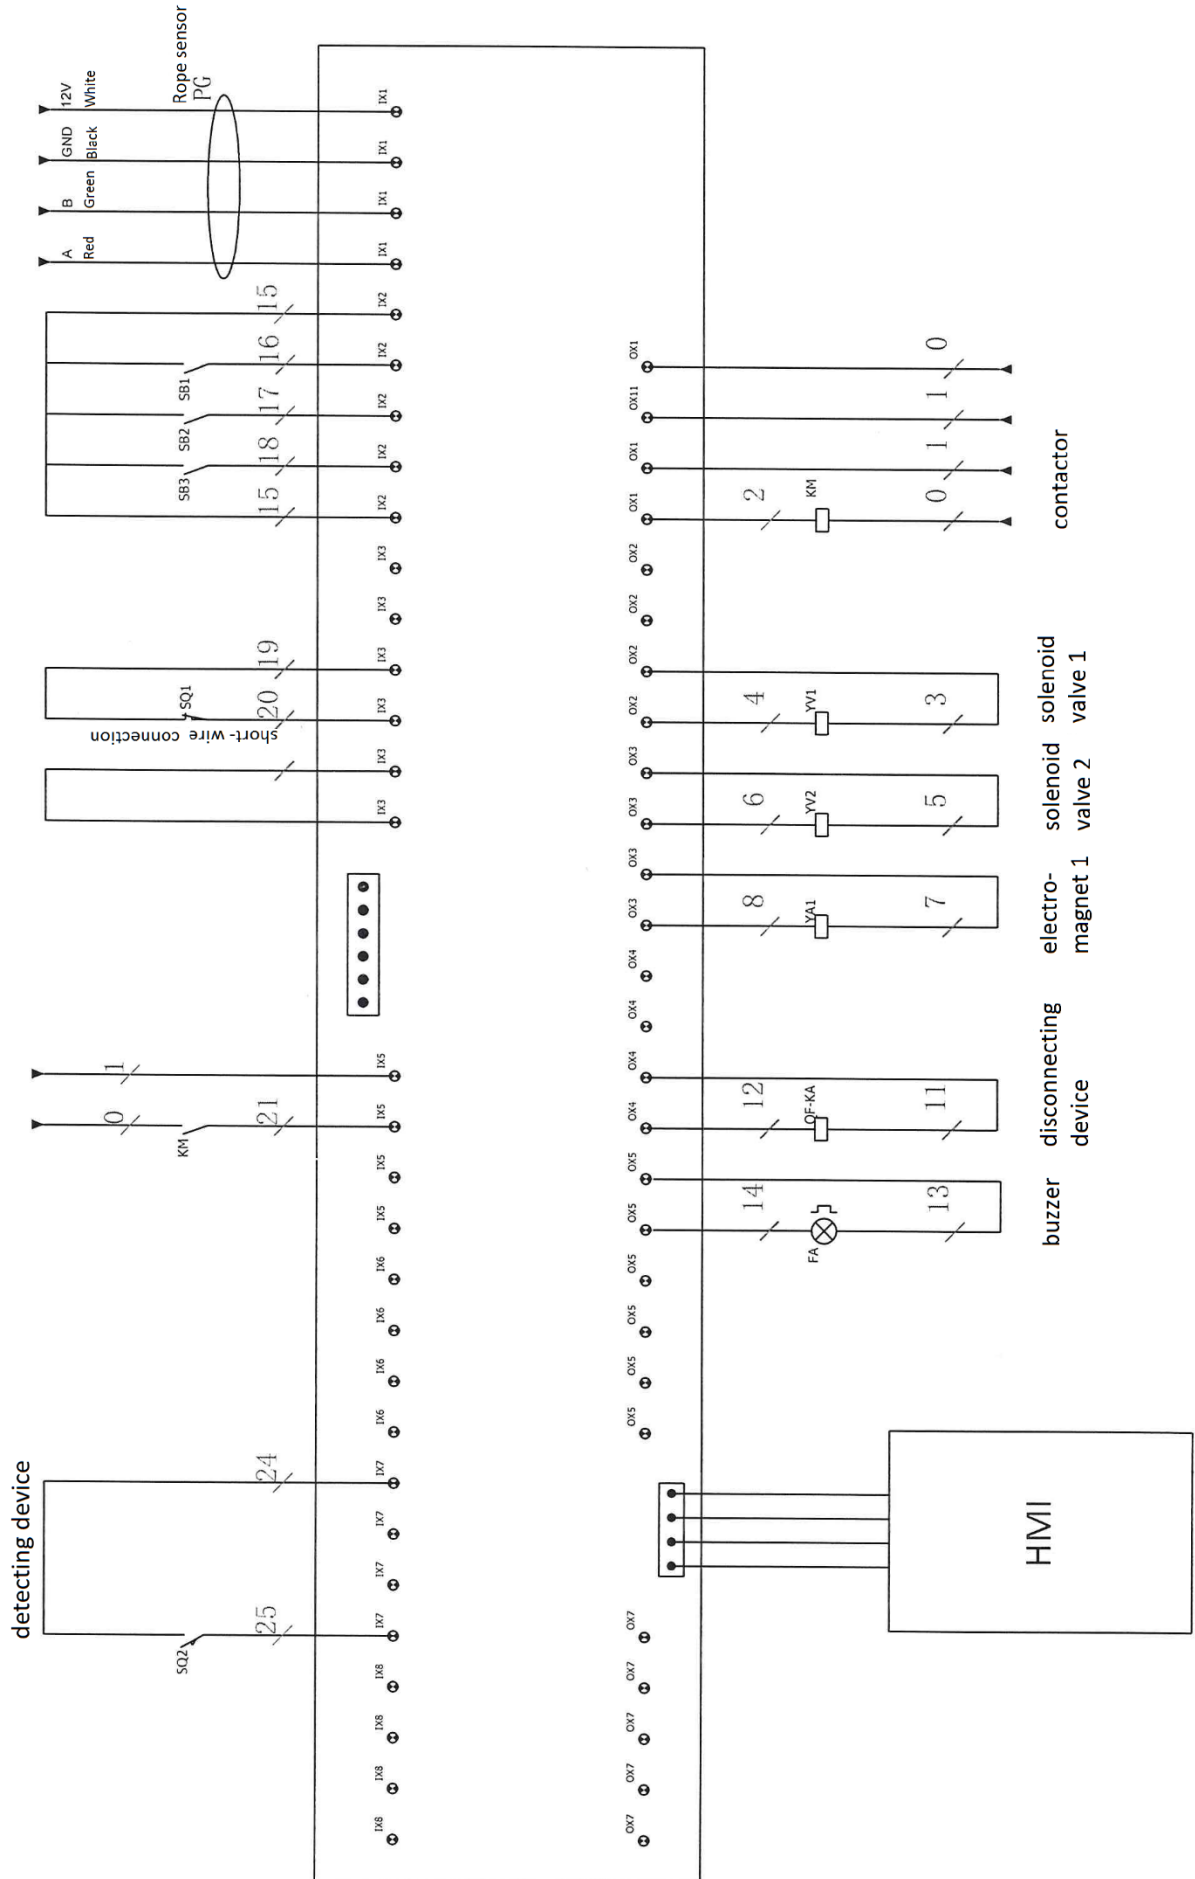 12V
White
GND
Black
B
Green
A
Red
Rope sensor
PG
IX1
IX1
IX1
IX1
15
IX2
SB1
16
IX2
SB2
17
IX2
SB3
18
IX2
15
IX2
IX3
IX3
19
IX3
SQ1
20
IX3
short-wire connection
IX3
IX3
1
IX5
0
KM
21
IX5
IX5
IX5
IX6
IX6
IX6
IX6
detecting device
24
IX7
IX7
IX7
SQ2
25
IX7
IX8
IX8
IX8
IX8
OX1
0
OX11
1
OX1
1
OX1
2
KM
0
contactor
OX2
OX2
OX2
OX2
4
YV1
3
solenoid
valve 1
OX3
OX3
6
YV2
5
solenoid
valve 2
OX3
OX3
8
YA1
7
electro-
magnet 1
OX4
OX4
OX4
OX4
12
QF-KA
11
disconnecting
device
OX5
OX5
14
FA
13
buzzer
OX5
OX5
OX5
OX5
HMI
OX7
OX7
OX7
OX7
OX7